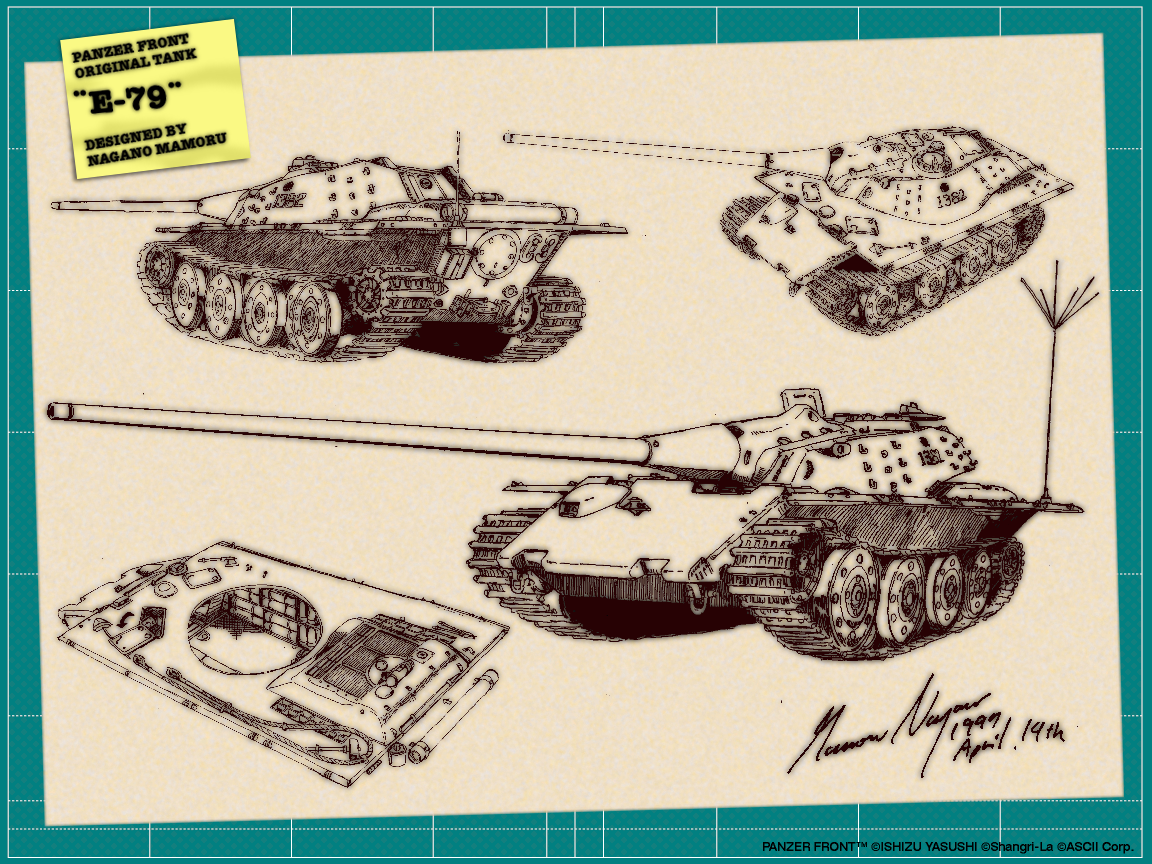 PANZER FRONT
ORIGINAL TANK
¨E-79¨
DESIGNED BY
NAGANO MAMORU
1382
Mamoru Nagano
1997
April. 19th
PANZER FRONT™ ©ISHIZU YASUSHI ©Shangri-La ©ASCII Corp.